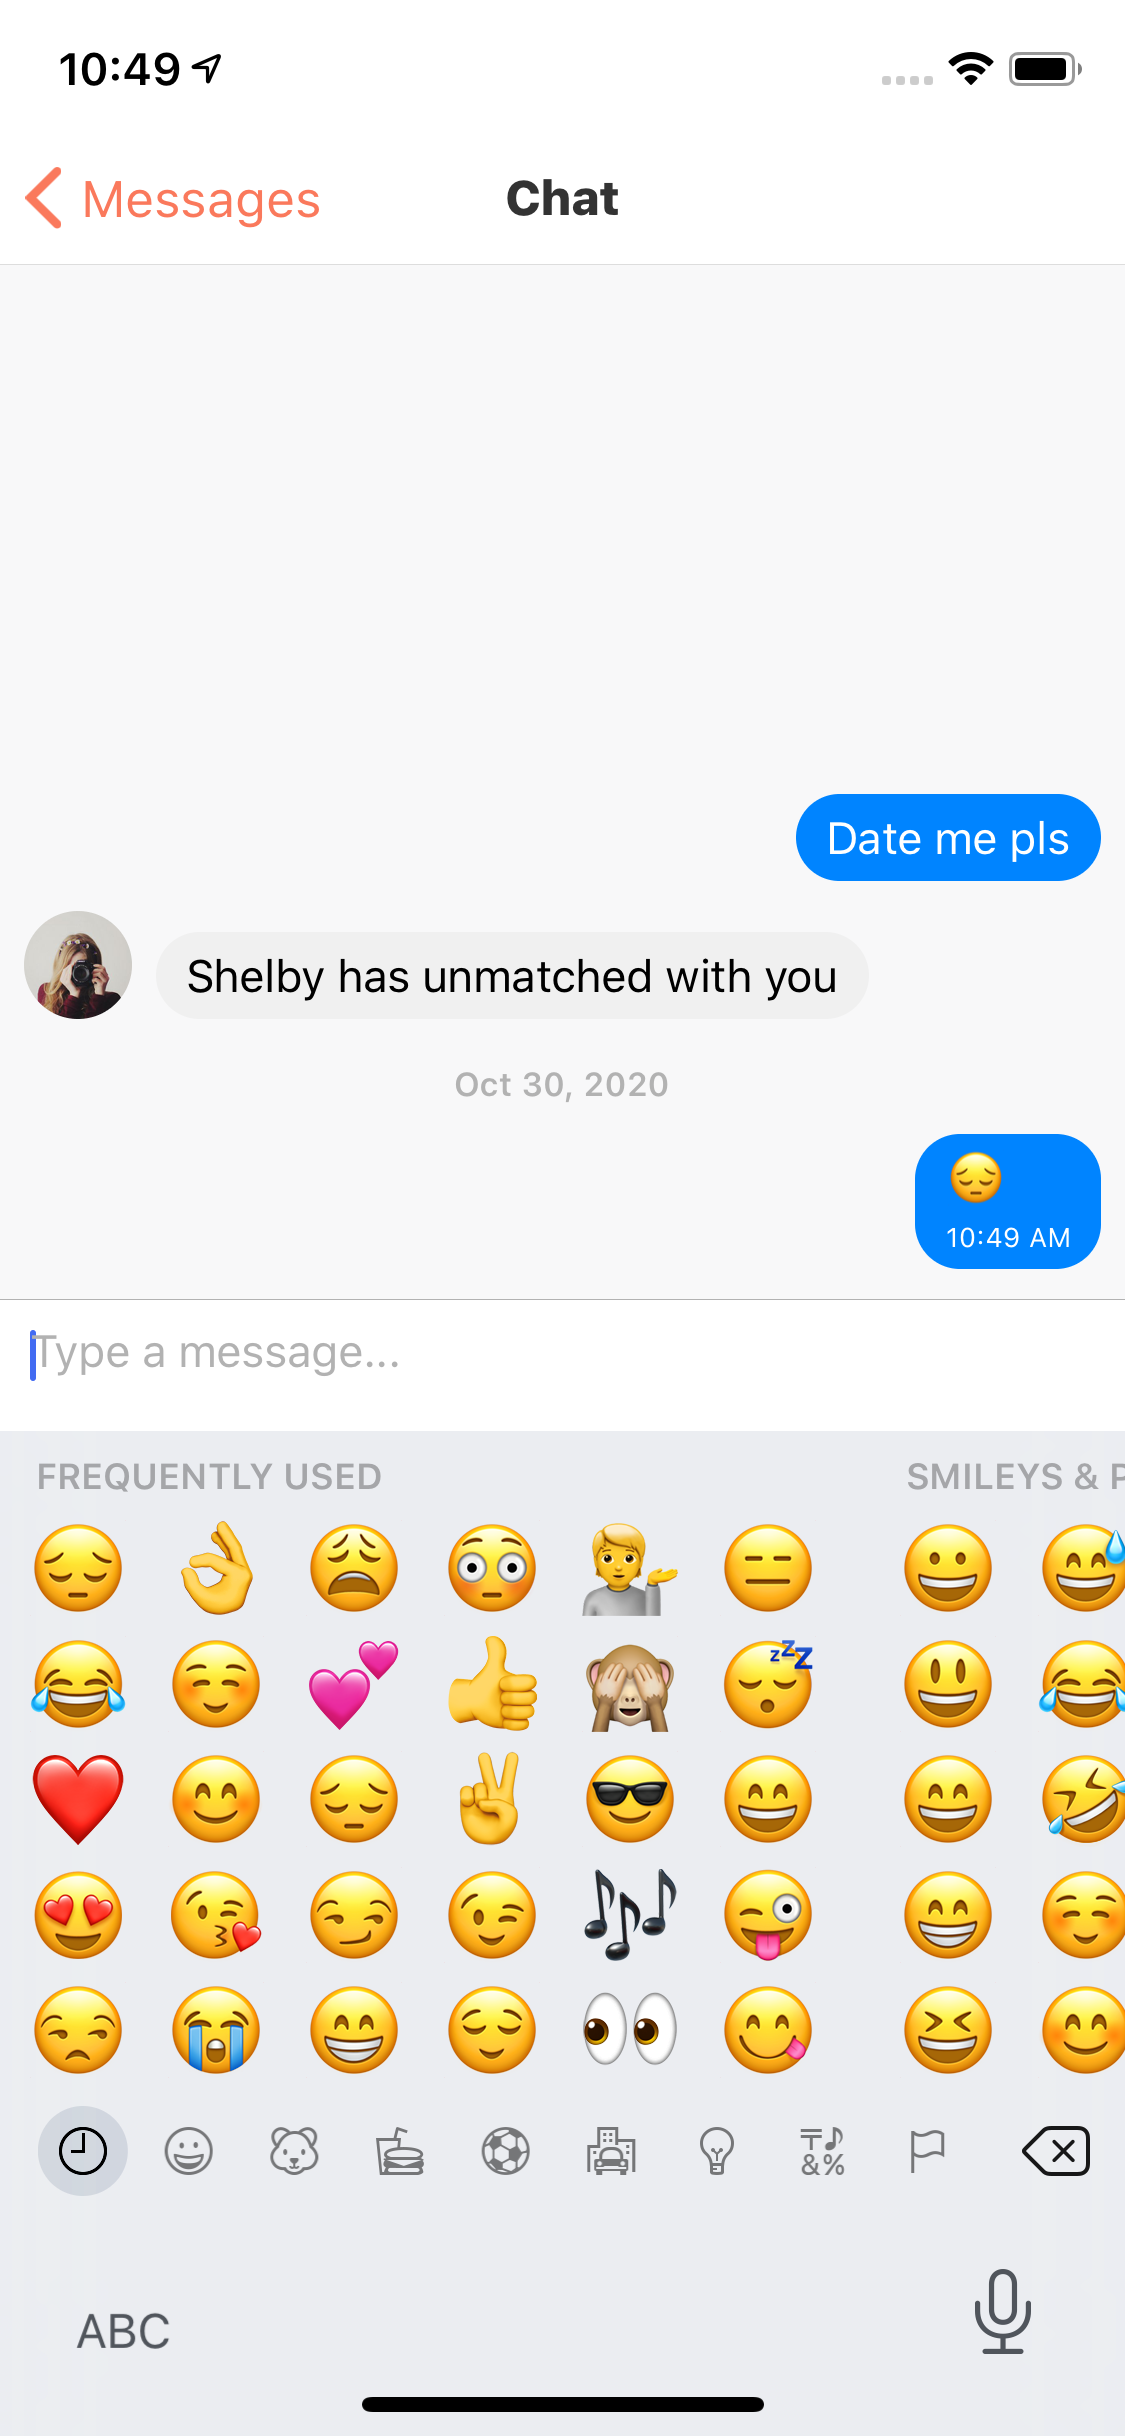 10:49
Messages
Chat
Date me pls
Shelby has unmatched with you
Oct 30, 2020
😔
10:49 AM
Type a message...
FREQUENTLY USED
SMILEYS & P
ABC